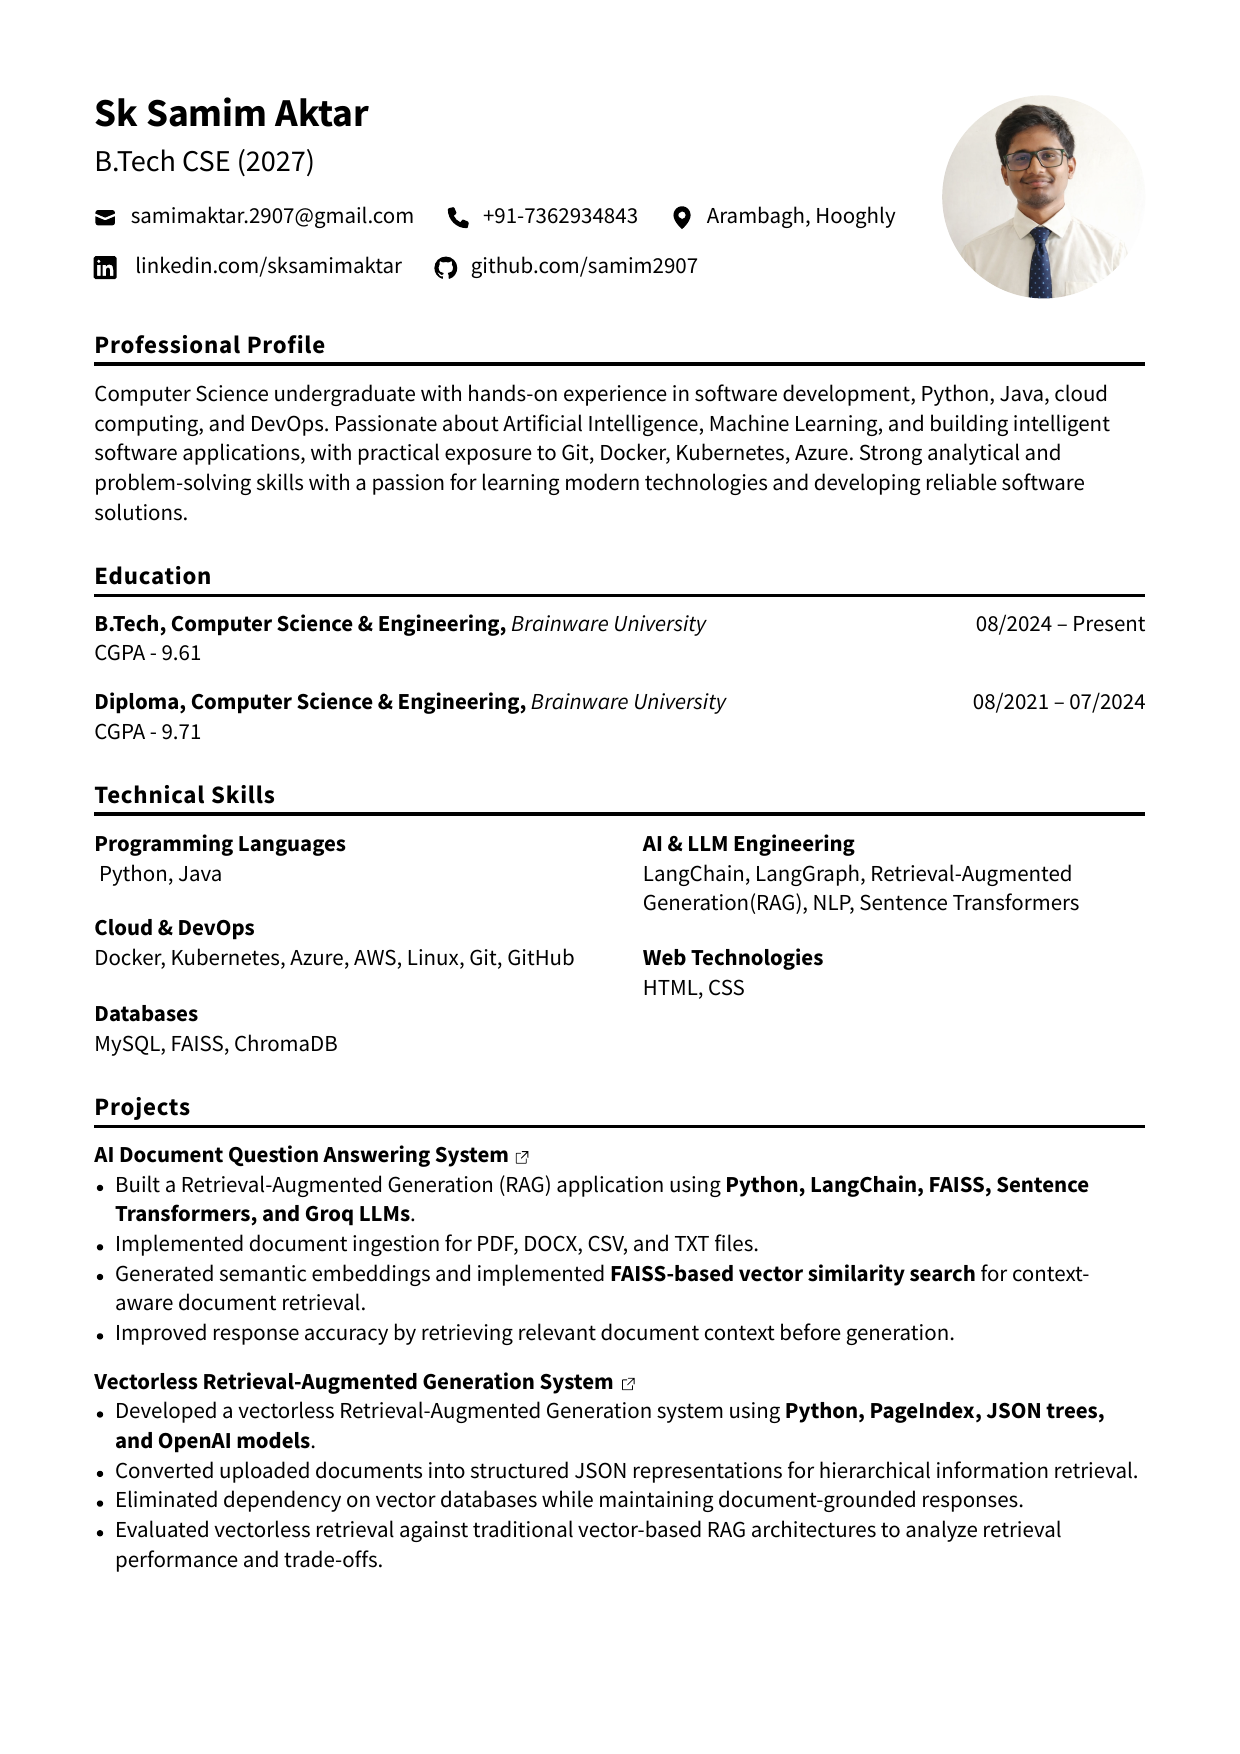 Sk Samim Aktar
B.Tech CSE (2027)
samimaktar.2907@gmail.com +91-7362934843 Arambagh, Hooghly
linkedin.com/sksamimaktar github.com/samim2907
Professional Profile
Computer Science undergraduate with hands-on experience in software development, Python, Java, cloud
computing, and DevOps. Passionate about Artificial Intelligence, Machine Learning, and building intelligent
software applications, with practical exposure to Git, Docker, Kubernetes, Azure. Strong analytical and
problem-solving skills with a passion for learning modern technologies and developing reliable software
solutions.
Education
B.Tech, Computer Science & Engineering, Brainware University 08/2024 – Present
CGPA - 9.61
Diploma, Computer Science & Engineering, Brainware University 08/2021 – 07/2024
CGPA - 9.71
Technical Skills
Programming Languages
Python, Java
Cloud & DevOps
Docker, Kubernetes, Azure, AWS, Linux, Git, GitHub
Databases
MySQL, FAISS, ChromaDB
AI & LLM Engineering
LangChain, LangGraph, Retrieval-Augmented
Generation(RAG), NLP, Sentence Transformers
Web Technologies
HTML, CSS
Projects
AI Document Question Answering System
• Built a Retrieval-Augmented Generation (RAG) application using Python, LangChain, FAISS, Sentence
Transformers, and Groq LLMs.
• Implemented document ingestion for PDF, DOCX, CSV, and TXT files.
• Generated semantic embeddings and implemented FAISS-based vector similarity search for context-
aware document retrieval.
• Improved response accuracy by retrieving relevant document context before generation.
Vectorless Retrieval-Augmented Generation System
• Developed a vectorless Retrieval-Augmented Generation system using Python, PageIndex, JSON trees,
and OpenAI models.
• Converted uploaded documents into structured JSON representations for hierarchical information retrieval.
• Eliminated dependency on vector databases while maintaining document-grounded responses.
• Evaluated vectorless retrieval against traditional vector-based RAG architectures to analyze retrieval
performance and trade-offs.